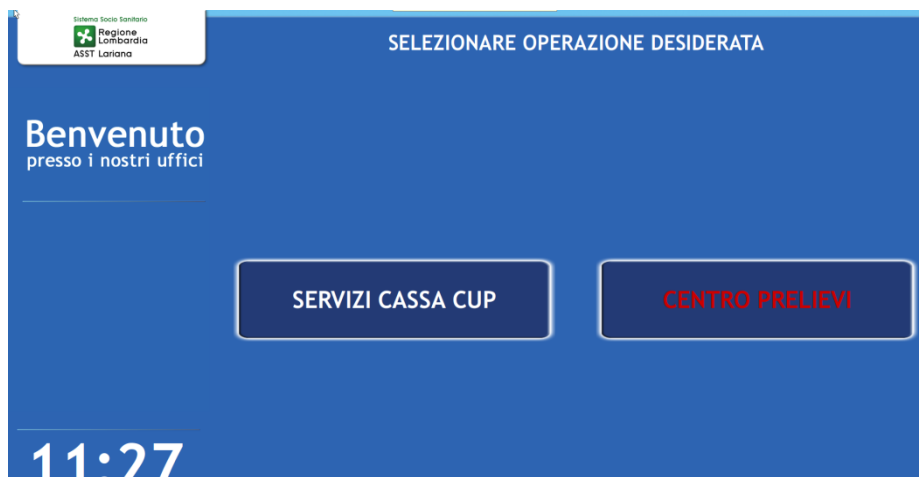 Sistema Socio Sanitario
Regione
Lombardia
ASST Lariana
SELEZIONARE OPERAZIONE DESIDERATA
Benvenuto
presso i nostri uffici
SERVIZI CASSA CUP
CENTRO PRELIEVI
11:27